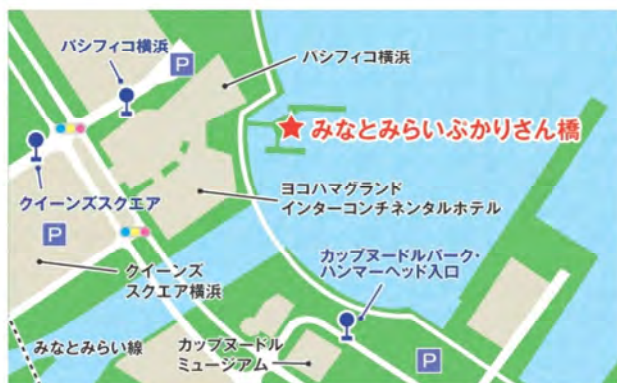 パシフィコ横浜
P
パシフィコ横浜
みなとみらいぷかりさん橋
クイーンズスクエア
ヨコハマグランド
インターコンチネンタルホテル
P
クイーンズ
スクエア横浜
カップヌードルパーク・
ハンマーヘッド入口
みなとみらい線
カップヌードル
ミュージアム
P